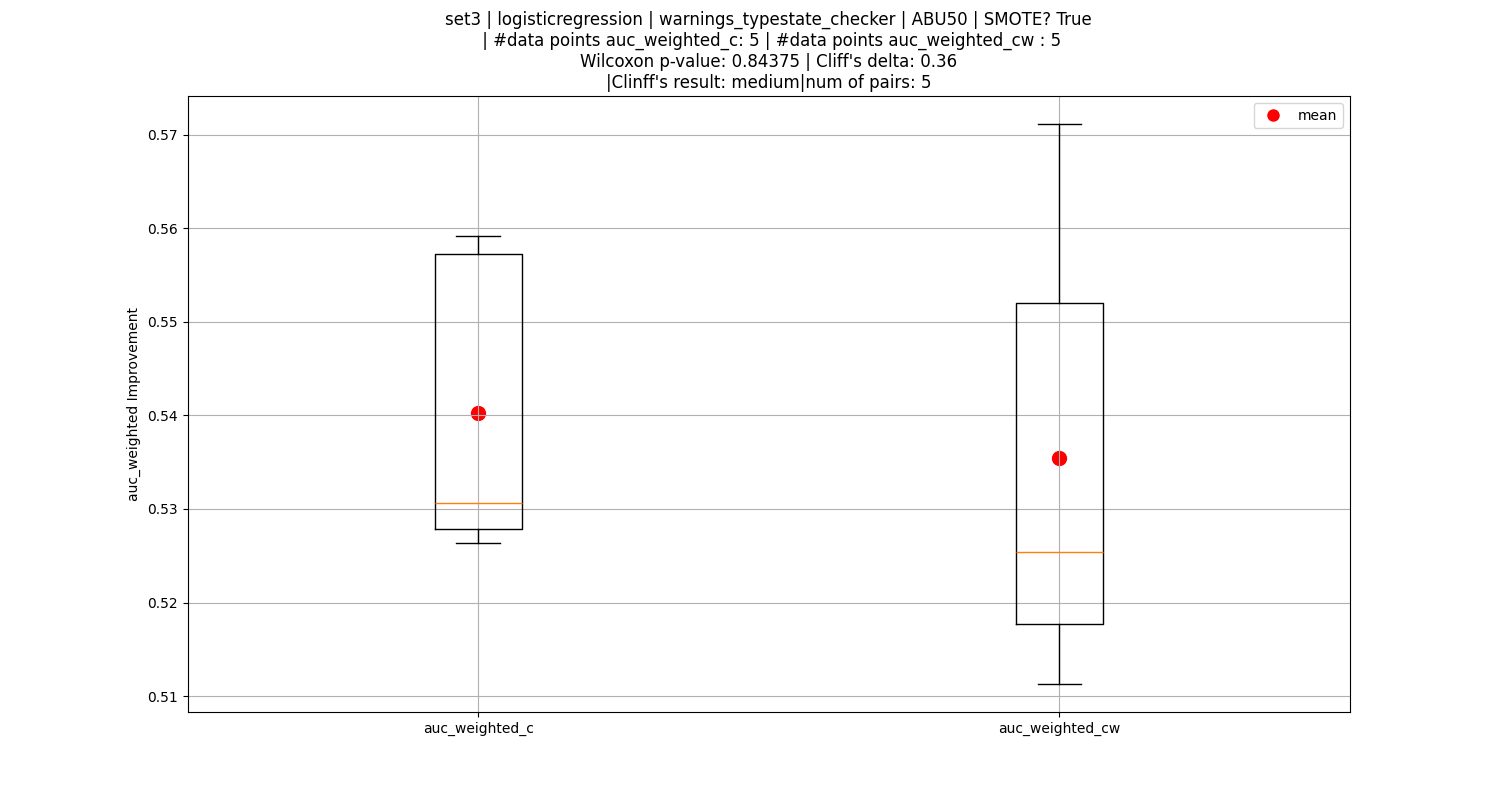 set3 | logisticregression | warnings_typestate_checker | ABU50 | SMOTE? True
| #data points auc_weighted_c: 5 | #data points auc_weighted_cw : 5
Wilcoxon p-value: 0.84375 | Cliff's delta: 0.36
|Clinff's result: medium|num of pairs: 5
mean
0.57
0.56
0.55
0.54
0.53
0.52
0.51
auc_weighted Improvement
auc_weighted_c
auc_weighted_cw